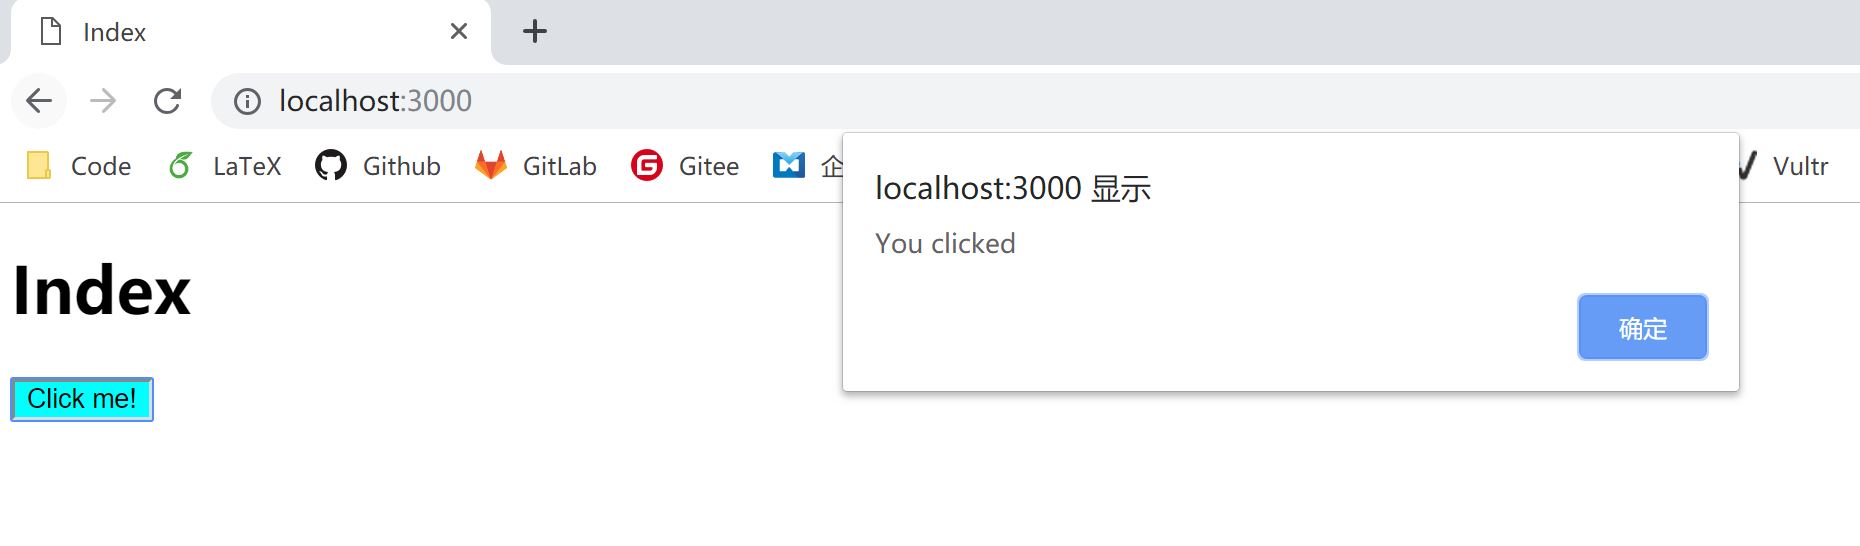 Index
localhost:3000
Code LaTeX Github GitLab Gitee 企 Vultr
localhost:3000 显示
You clicked
确定
Index
Click me!